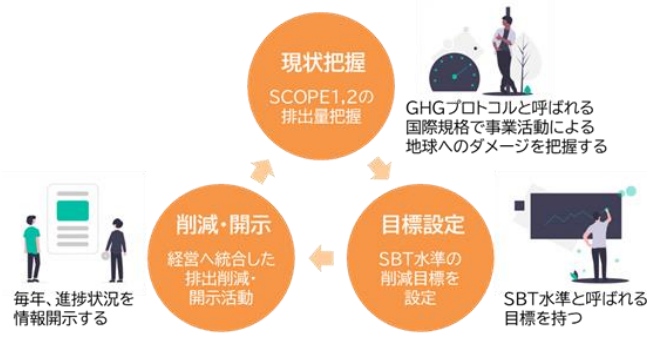 現状把握
SCOPE1,2の
排出量把握
GHGプロトコルと呼ばれる
国際規格で事業活動による
地球へのダメージを把握する
目標設定
SBT水準の
削減目標を
設定
SBT水準と呼ばれる
目標を持つ
削減・開示
経営へ統合した
排出削減・
開示活動
毎年、進捗状況を
情報開示する